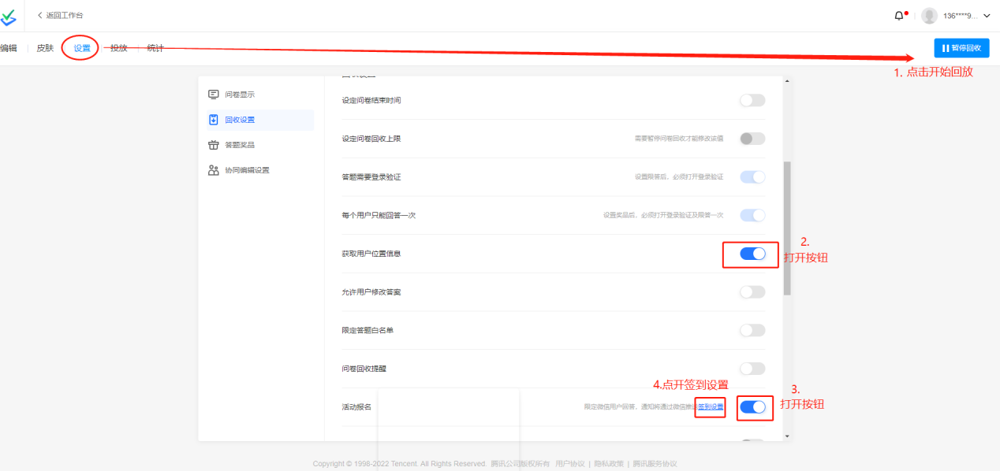 返回工作台
136****9...
编辑
皮肤
设置
投放
统计
暂停回收
1. 点击开始回放
问卷显示
回收设置
答题奖品
协同编辑设置
回收设置
设定问卷结束时间
设定问卷回收上限
需要暂停问卷回收才能修改该值
答题需要登录验证
设置限答后，必须打开登录验证
每个用户只能回答一次
设置奖品后，必须打开登录验证及限答一次
获取用户位置信息
2.
打开按钮
允许用户修改答案
限定答题白名单
问卷回收提醒
4.点开签到设置
活动报名
限定微信用户回答，通知将通过微信推送
签到设置
3.
打开按钮
Copyright © 1998-2022 Tencent. All Rights Reserved. 腾讯公司版权所有 用户协议 | 隐私政策 | 腾讯服务协议